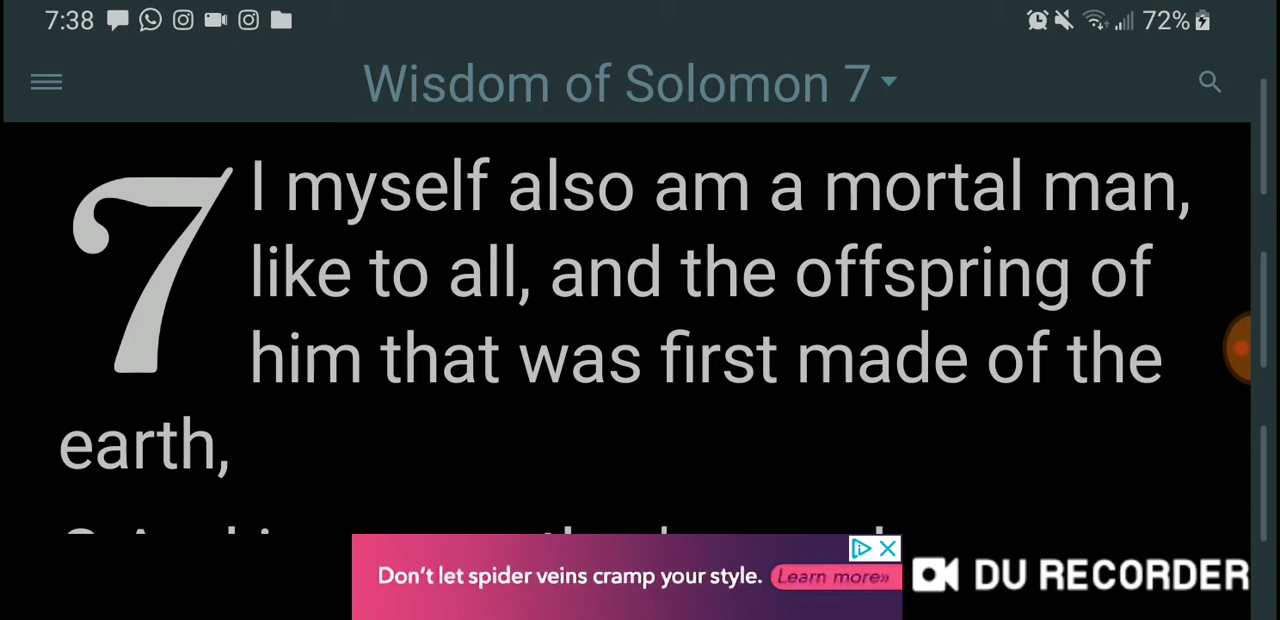 7:38
72%
Wisdom of Solomon 7
7 I myself also am a mortal man,
like to all, and the offspring of
him that was first made of the
earth,
Don't let spider veins cramp your style. Learn more»
DU RECORDER